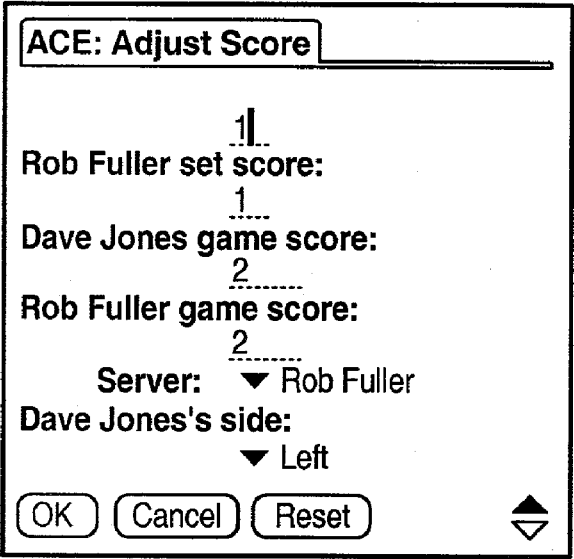 ACE: Adjust Score
1
Rob Fuller set score:
1
Dave Jones game score:
2
Rob Fuller game score:
2
Server: Rob Fuller
Dave Jones's side:
Left
OK Cancel Reset